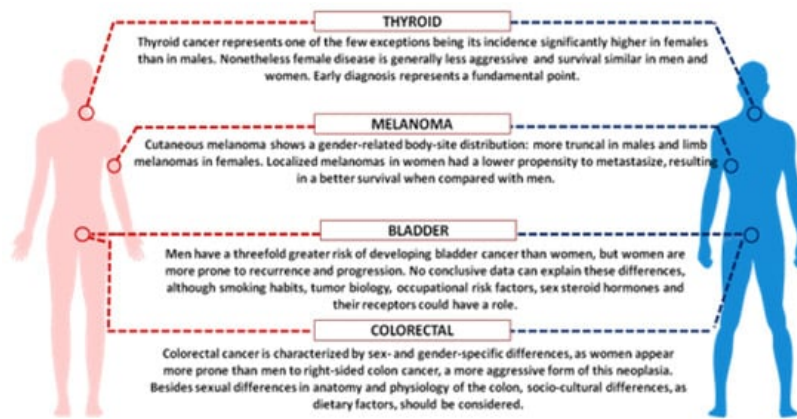 THYROID
Thyroid cancer represents one of the few exceptions being its incidence significantly higher in females
than in males. Nonetheless female disease is generally less aggressive and survival similar in men and
women. Early diagnosis represents a fundamental point.
MELANOMA
Cutaneous melanoma shows a gender-related body-site distribution: more truncal in males and limb
melanomas in females. Localized melanomas in women had a lower propensity to metastasize, resulting
in a better survival when compared with men.
BLADDER
Men have a threefold greater risk of developing bladder cancer than women, but women are
more prone to recurrence and progression. No conclusive data can explain these differences,
although smoking habits, tumor biology, occupational risk factors, sex steroid hormones and
their receptors could have a role.
COLORECTAL
Colorectal cancer is characterized by sex- and gender-specific differences, as women appear
more prone than men to right-sided colon cancer, a more aggressive form of this neoplasia.
Besides sexual differences in anatomy and physiology of the colon, socio-cultural differences, as
dietary factors, should be considered.